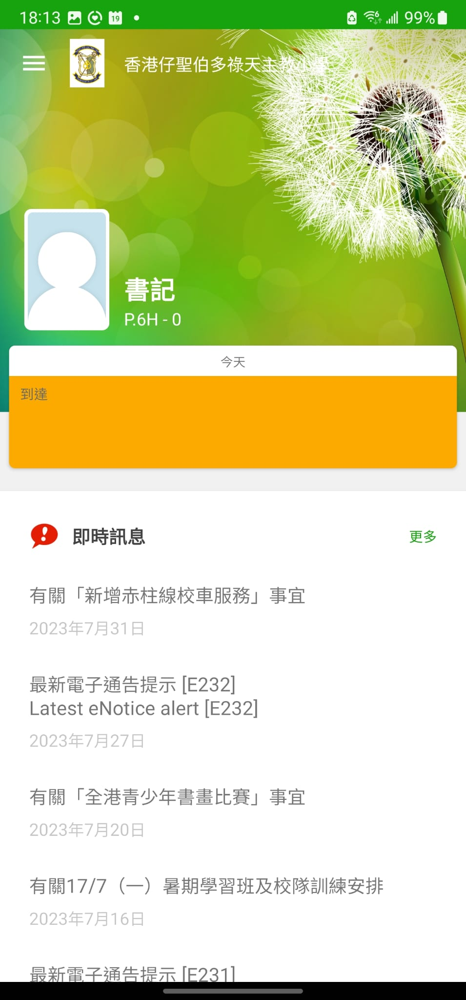 18:13
19
6
99%
香港仔聖伯多祿天主教小學
書記
P.6H - 0
今天
到達
即時訊息
更多
有關「新增赤柱線校車服務」事宜
2023年7月31日
最新電子通告提示 [E232]
Latest eNotice alert [E232]
2023年7月27日
有關「全港青少年書畫比賽」事宜
2023年7月20日
有關17/7（一）暑期學習班及校隊訓練安排
2023年7月16日
最新電子通告提示 [E231]